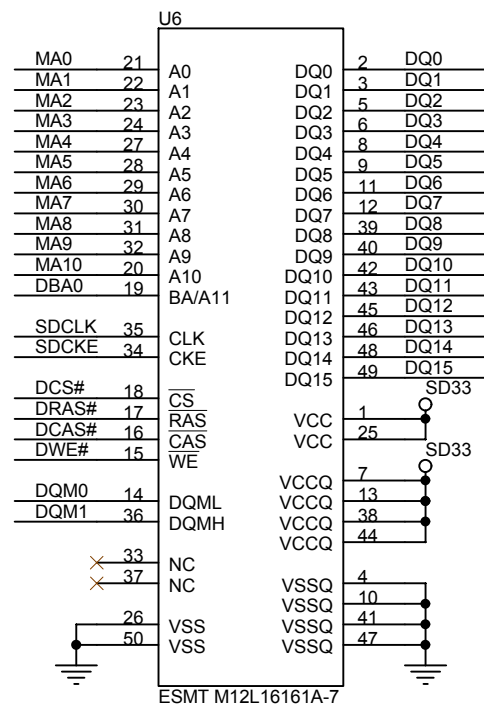 U6
MA0 21 A0 DQ0 2 DQ0
MA1 22 A1 DQ1 3 DQ1
MA2 23 A2 DQ2 5 DQ2
MA3 24 A3 DQ3 6 DQ3
MA4 27 A4 DQ4 8 DQ4
MA5 28 A5 DQ5 9 DQ5
MA6 29 A6 DQ6 11 DQ6
MA7 30 A7 DQ7 12 DQ7
MA8 31 A8 DQ8 39 DQ8
MA9 32 A9 DQ9 40 DQ9
MA10 20 A10 DQ10 42 DQ10
DBA0 19 BA/A11 DQ11 43 DQ11
DQ12 45 DQ12
SDCLK 35 CLK DQ13 46 DQ13
SDCKE 34 CKE DQ14 48 DQ14
DQ15 49 DQ15
DCS# 18 CS SD33
DRAS# 17 RAS VCC 1
DCAS# 16 CAS VCC 25
DWE# 15 WE SD33
VCCQ 7
DQM0 14 DQML VCCQ 13
DQM1 36 DQMH VCCQ 38
VCCQ 44
33 NC
37 NC VSSQ 4
VSSQ 10
26 VSS VSSQ 41
50 VSS VSSQ 47
ESMT M12L16161A-7